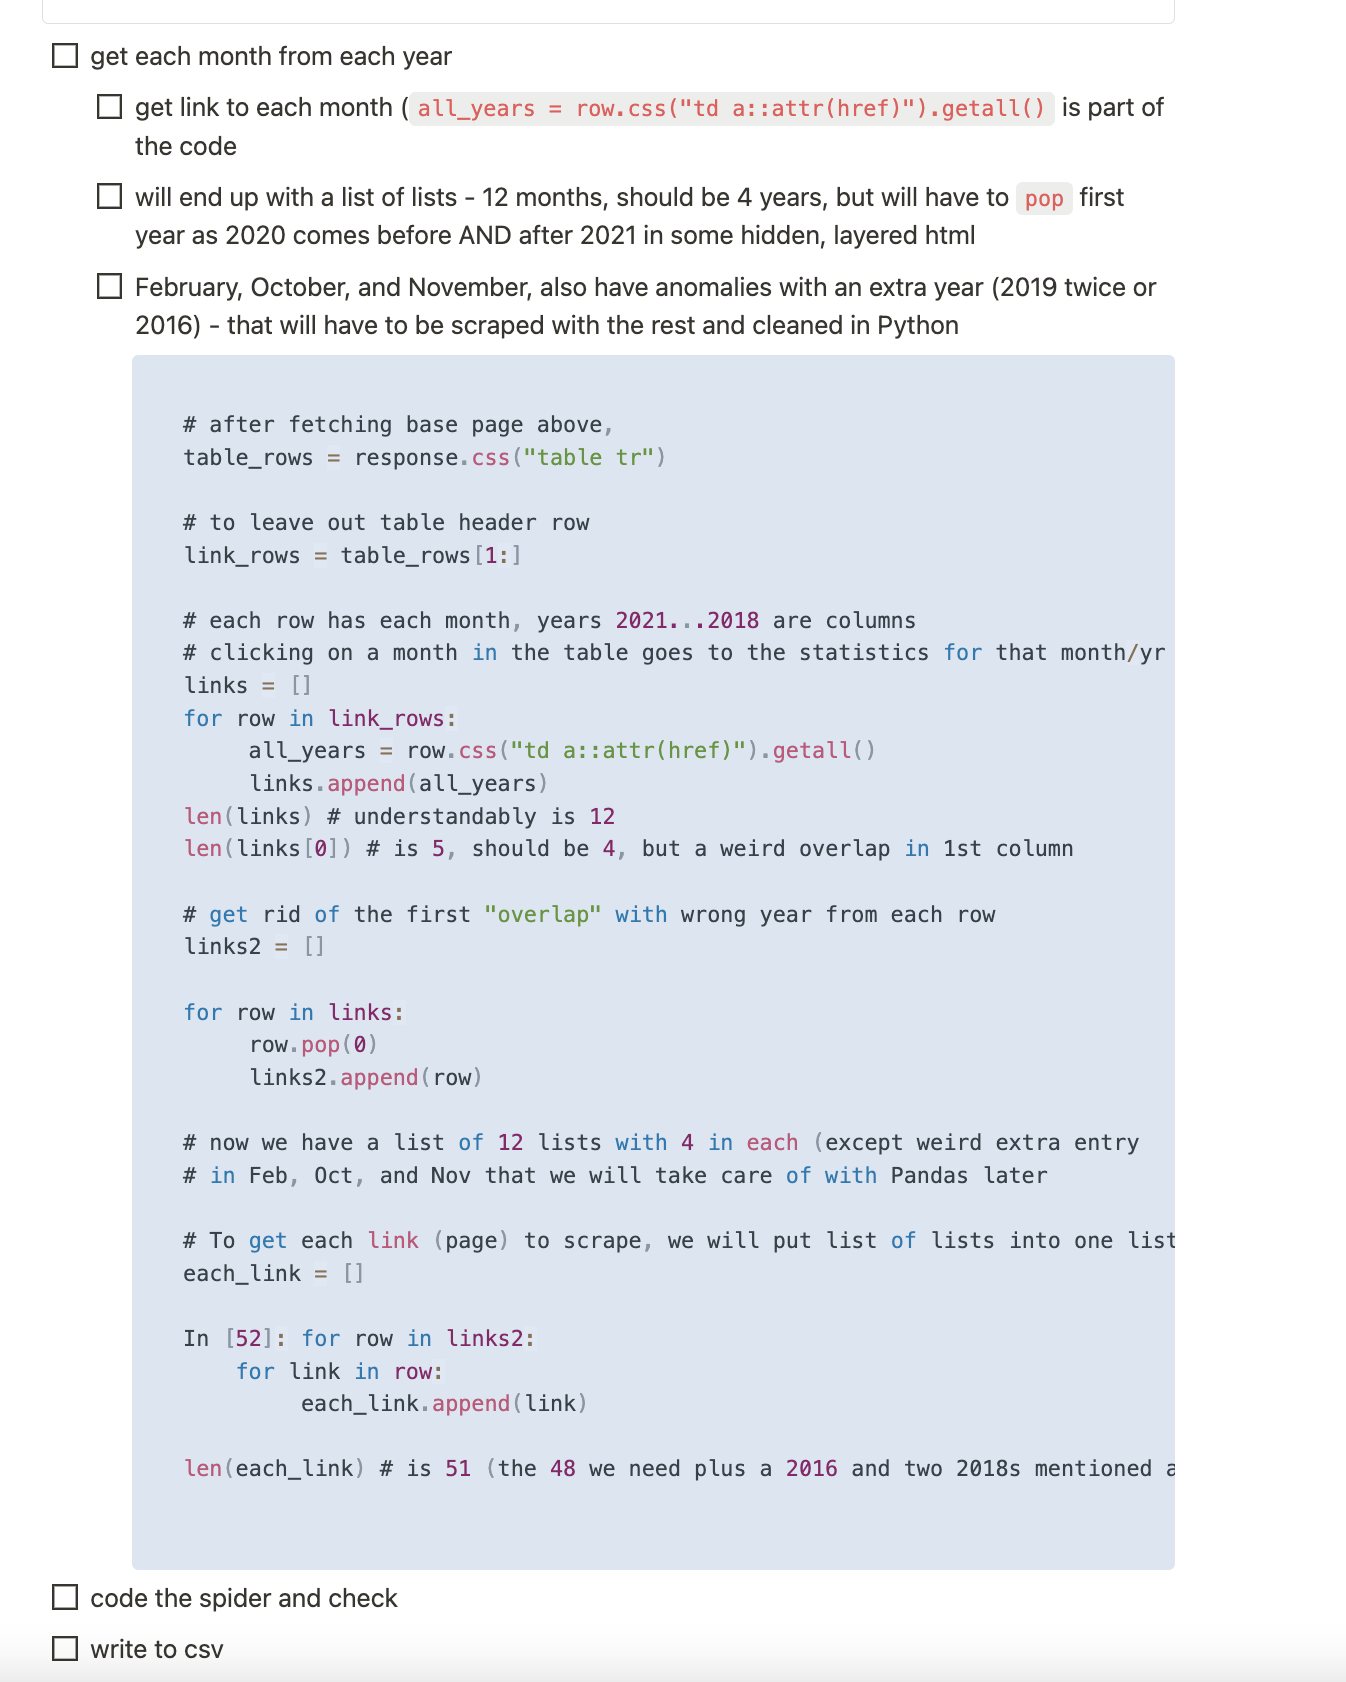 get each month from each year
get link to each month ( all_years = row.css("td a::attr(href)").getall() is part of
the code
will end up with a list of lists - 12 months, should be 4 years, but will have to pop first
year as 2020 comes before AND after 2021 in some hidden, layered html
February, October, and November, also have anomalies with an extra year (2019 twice or
2016) - that will have to be scraped with the rest and cleaned in Python
# after fetching base page above,
table_rows = response.css("table tr")
# to leave out table header row
link_rows = table_rows[1:]
# each row has each month, years 2021...2018 are columns
# clicking on a month in the table goes to the statistics for that month/yr
links = []
for row in link_rows:
     all_years = row.css("td a::attr(href)").getall()
     links.append(all_years)
len(links) # understandably is 12
len(links[0]) # is 5, should be 4, but a weird overlap in 1st column
# get rid of the first "overlap" with wrong year from each row
links2 = []
for row in links:
     row.pop(0)
     links2.append(row)
# now we have a list of 12 lists with 4 in each (except weird extra entry
# in Feb, Oct, and Nov that we will take care of with Pandas later
# To get each link (page) to scrape, we will put list of lists into one list
each_link = []
In [52]: for row in links2:
    for link in row:
         each_link.append(link)
len(each_link) # is 51 (the 48 we need plus a 2016 and two 2018s mentioned a
code the spider and check
write to csv